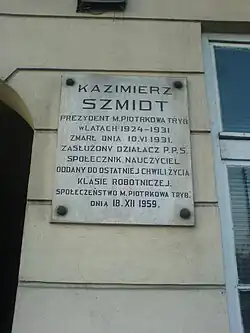 KAZIMIERZ
SZMIDT
PREZYDENT M. PIOTRKOWA TRYB.
W LATACH 1924-1931
ZMARŁ DNIA 10.VI 1931.
ZASŁUŻONY DZIAŁACZ P.P.S.
SPOŁECZNIK, NAUCZYCIEL
ODDANY DO OSTATNIEJ CHWILI ŻYCIA
KLASIE ROBOTNICZEJ.
SPOŁECZEŃSTWO M. PIOTRKOWA TRYB.
DNIA 18.XII 1959.